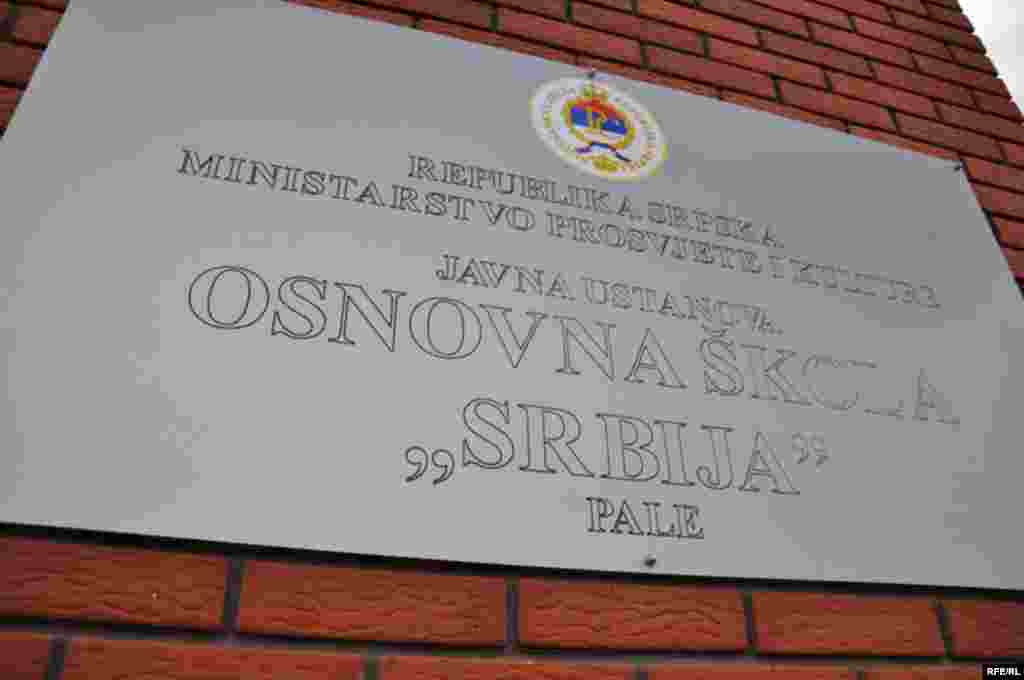 REPUBLIKA SRPSKA
MINISTARSTVO PROSVJETE I KULTURE
JAVNA USTANOVA
OSNOVNA ŠKOLA
„SRBIJA”
PALE
RFE/RL